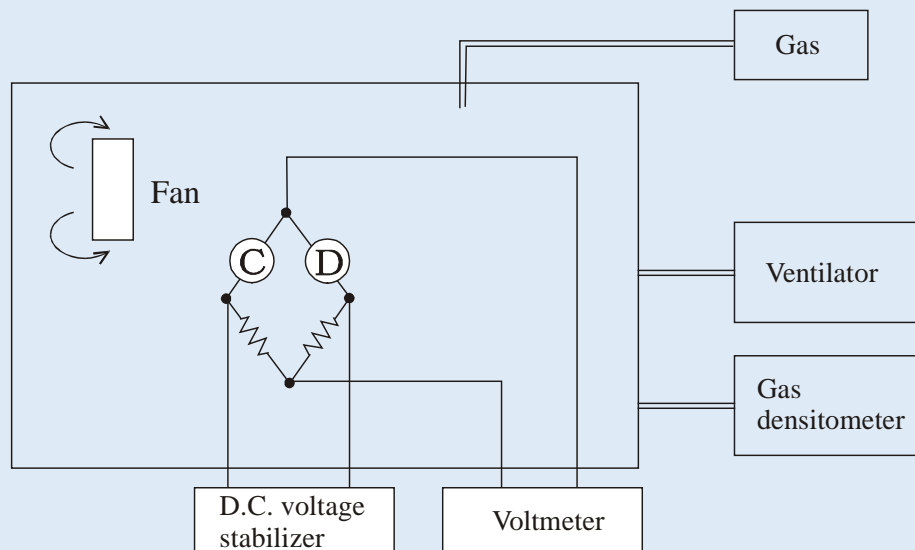 Gas
Fan
C
D
Ventilator
Gas
densitometer
D.C. voltage
stabilizer
Voltmeter